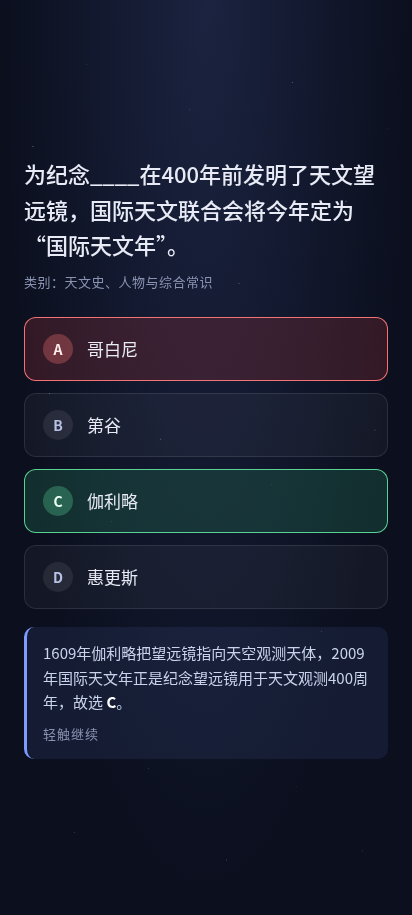 为纪念____在400年前发明了天文望
远镜，国际天文联合会将今年定为
“国际天文年”。
类别：天文史、人物与综合常识
A 哥白尼
B 第谷
C 伽利略
D 惠更斯
1609年伽利略把望远镜指向天空观测天体，2009
年国际天文年正是纪念望远镜用于天文观测400周
年，故选 C。
轻触继续